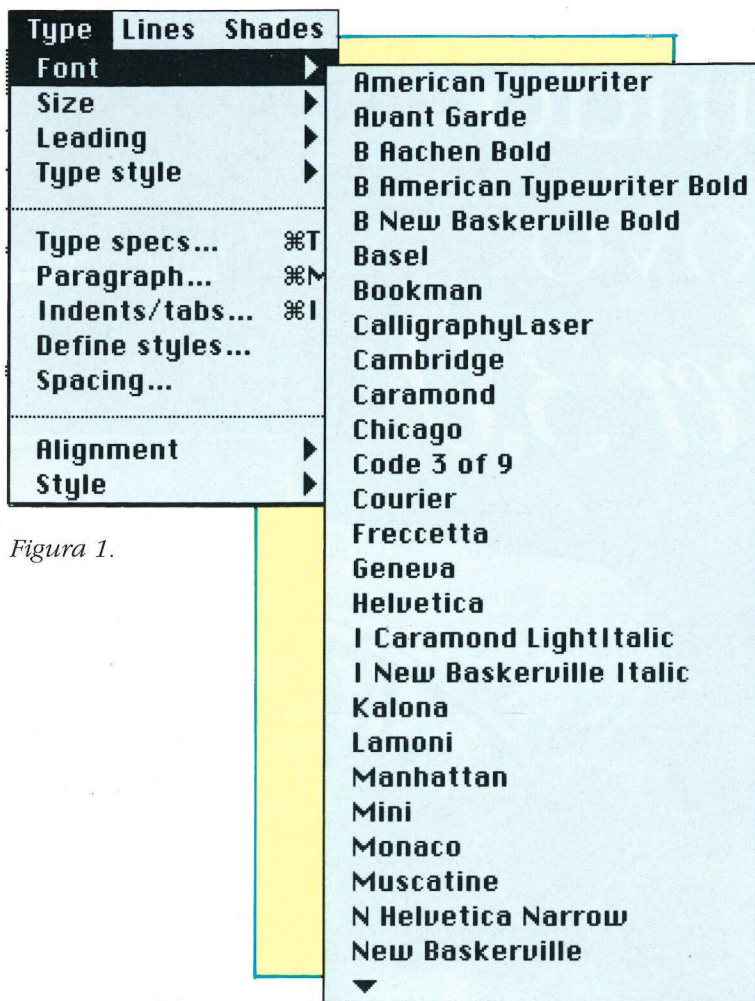 Type Lines Shades
Font
Size
Leading
Type style
Type specs... ⌘T
Paragraph... ⌘M
Indents/tabs... ⌘I
Define styles...
Spacing...
Alignment
Style
Figura 1.
American Typewriter
Avant Garde
B Aachen Bold
B American Typewriter Bold
B New Baskerville Bold
Basel
Bookman
CalligraphyLaser
Cambridge
Caramond
Chicago
Code 3 of 9
Courier
Freccetta
Geneva
Helvetica
I Caramond LightItalic
I New Baskerville Italic
Kalona
Lamoni
Manhattan
Mini
Monaco
Muscatine
N Helvetica Narrow
New Baskerville